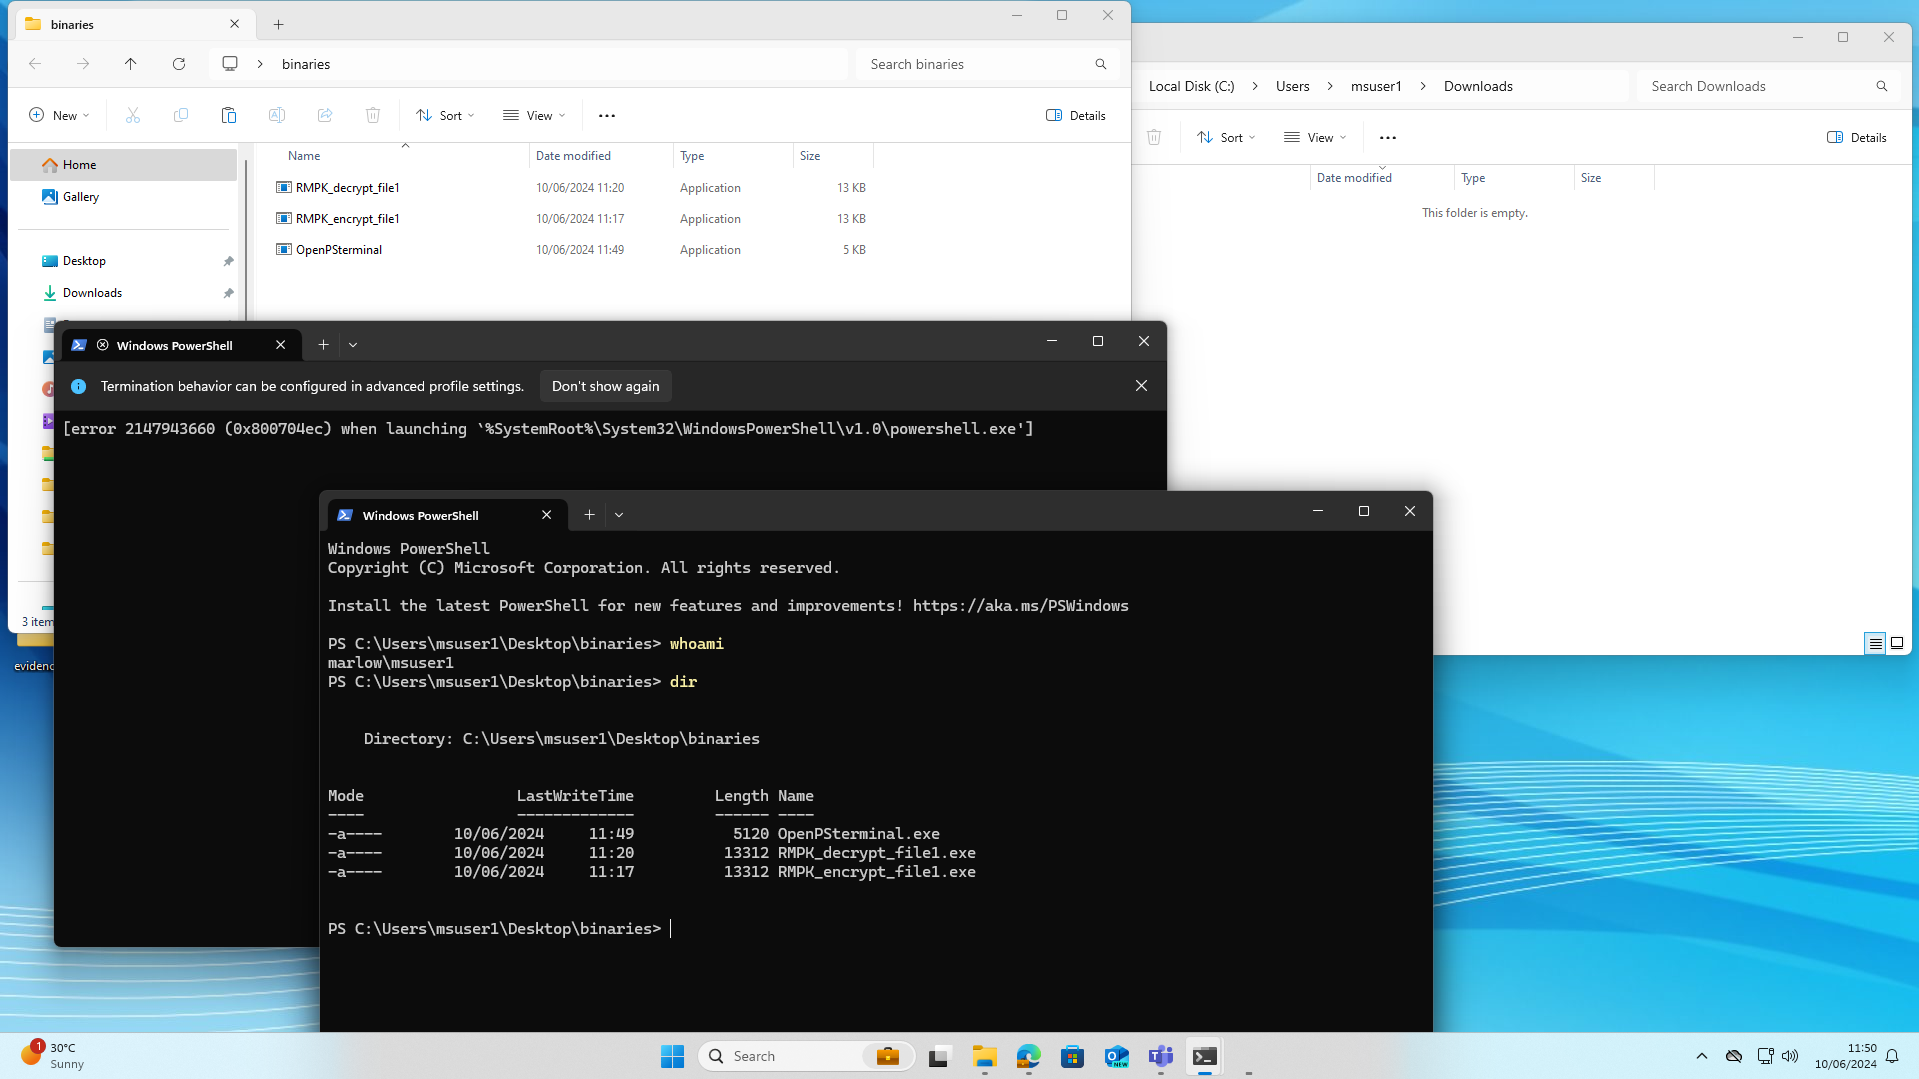 binaries
binaries
Search binaries
New
Sort
View
Details
Home
Gallery
Desktop
Downloads
Name
Date modified
Type
Size
RMPK_decrypt_file1
10/06/2024 11:20
Application
13 KB
RMPK_encrypt_file1
10/06/2024 11:17
Application
13 KB
OpenPSterminal
10/06/2024 11:49
Application
5 KB
3 item
evidenc
Local Disk (C:) > Users > msuser1 > Downloads
Search Downloads
Sort
View
Details
Date modified
Type
Size
This folder is empty.
Windows PowerShell
Termination behavior can be configured in advanced profile settings.
Don't show again
[error 2147943660 (0x800704ec) when launching `%SystemRoot%\System32\WindowsPowerShell\v1.0\powershell.exe']
Windows PowerShell
Windows PowerShell
Copyright (C) Microsoft Corporation. All rights reserved.
Install the latest PowerShell for new features and improvements! https://aka.ms/PSWindows
PS C:\Users\msuser1\Desktop\binaries> whoami
marlow\msuser1
PS C:\Users\msuser1\Desktop\binaries> dir
Directory: C:\Users\msuser1\Desktop\binaries
Mode LastWriteTime Length Name
---- ------------- ------ ----
-a---- 10/06/2024 11:49 5120 OpenPSterminal.exe
-a---- 10/06/2024 11:20 13312 RMPK_decrypt_file1.exe
-a---- 10/06/2024 11:17 13312 RMPK_encrypt_file1.exe
PS C:\Users\msuser1\Desktop\binaries>
1
30°C
Sunny
Search
NEW
11:50
10/06/2024